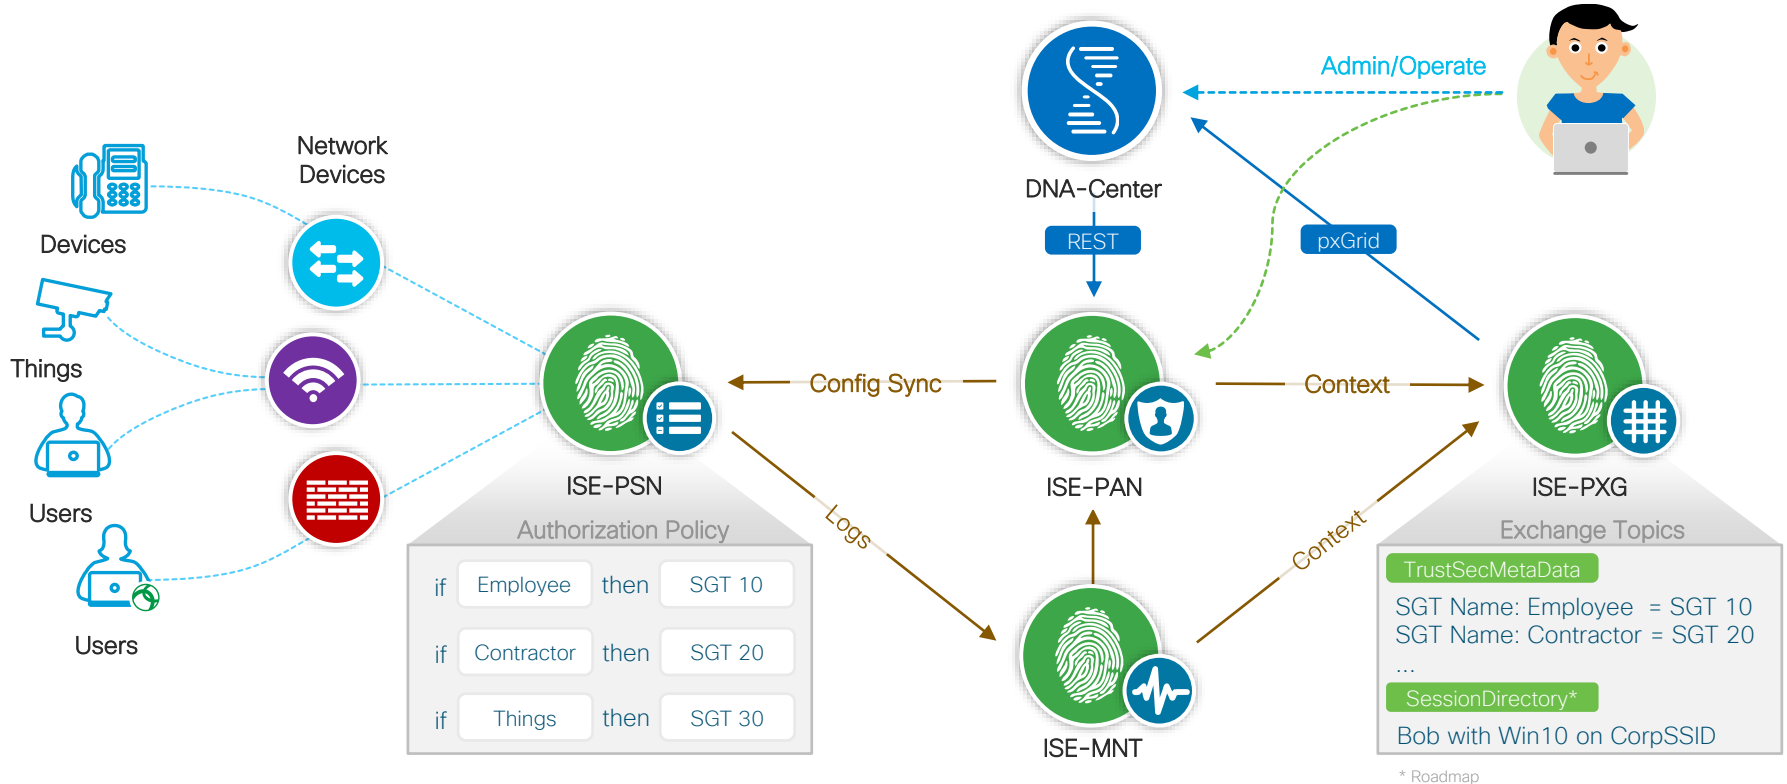 Admin/Operate
Network
Devices
DNA-Center
Devices
REST
pxGrid
Things
Config Sync
Context
Users
ISE-PSN
ISE-PAN
ISE-PXG
Logs
Context
Authorization Policy
if Employee then SGT 10
if Contractor then SGT 20
if Things then SGT 30
Users
ISE-MNT
Exchange Topics
TrustSecMetaData
SGT Name: Employee = SGT 10
SGT Name: Contractor = SGT 20
...
SessionDirectory*
Bob with Win10 on CorpSSID
* Roadmap